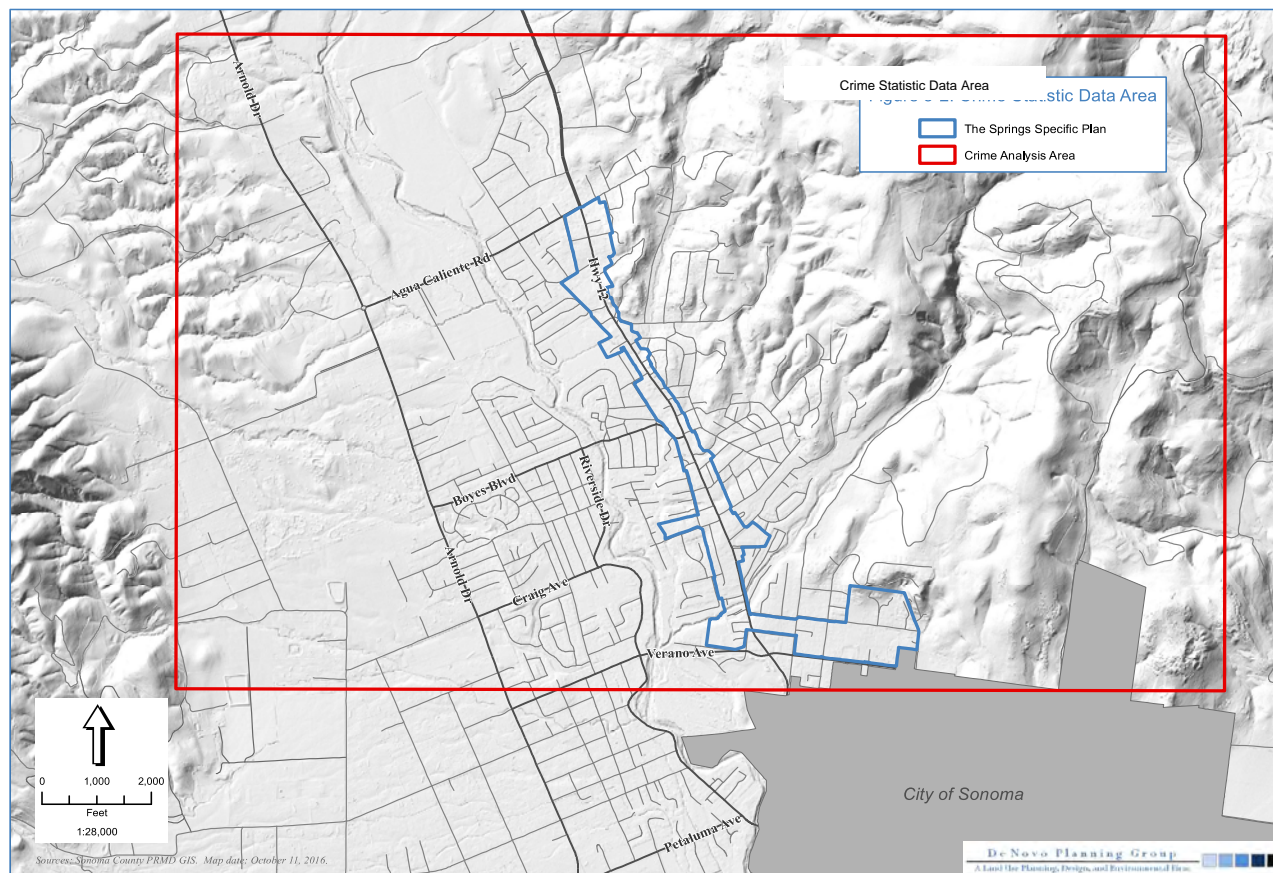 Crime Statistic Data Area
The Springs Specific Plan
Crime Analysis Area
Arnold Dr
Hwy 12
Agua Caliente Rd
Boyes Blvd
Riverside Dr
Arnold Dr
Craig Ave
Verano Ave
City of Sonoma
Petaluma Ave
0 1,000 2,000
Feet
1:28,000
Sources: Sonoma County PRMD GIS. Map date: October 11, 2016.
De Novo Planning Group
A Land Use Planning, Design, and Environmental Firm